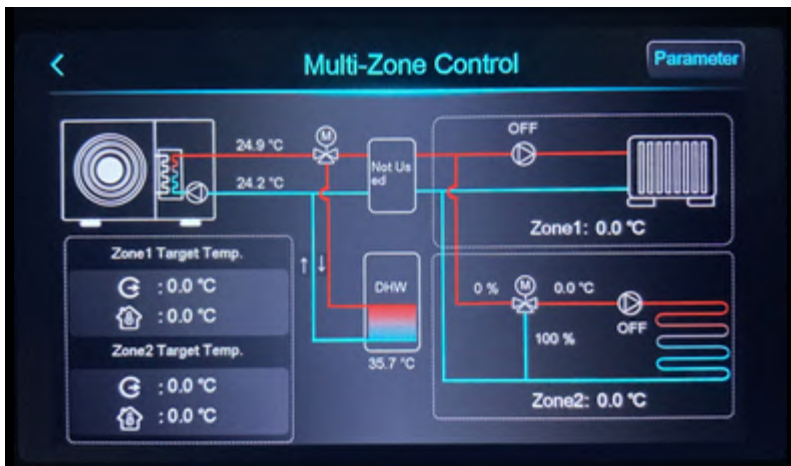 Multi-Zone Control
Parameter
24.9 °C
24.2 °C
M
Not Us
ed
OFF
Zone1: 0.0 °C
Zone1 Target Temp.
: 0.0 °C
: 0.0 °C
Zone2 Target Temp.
: 0.0 °C
: 0.0 °C
↑ ↓
DHW
35.7 °C
0 %
M
0.0 °C
100 %
OFF
Zone2: 0.0 °C